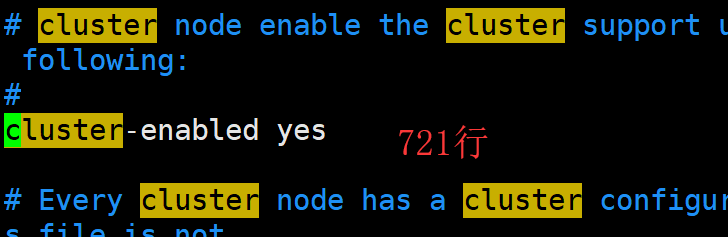 # cluster node enable the cluster support u
following:
#
cluster-enabled yes
721行
# Every cluster node has a cluster configur
s file is not